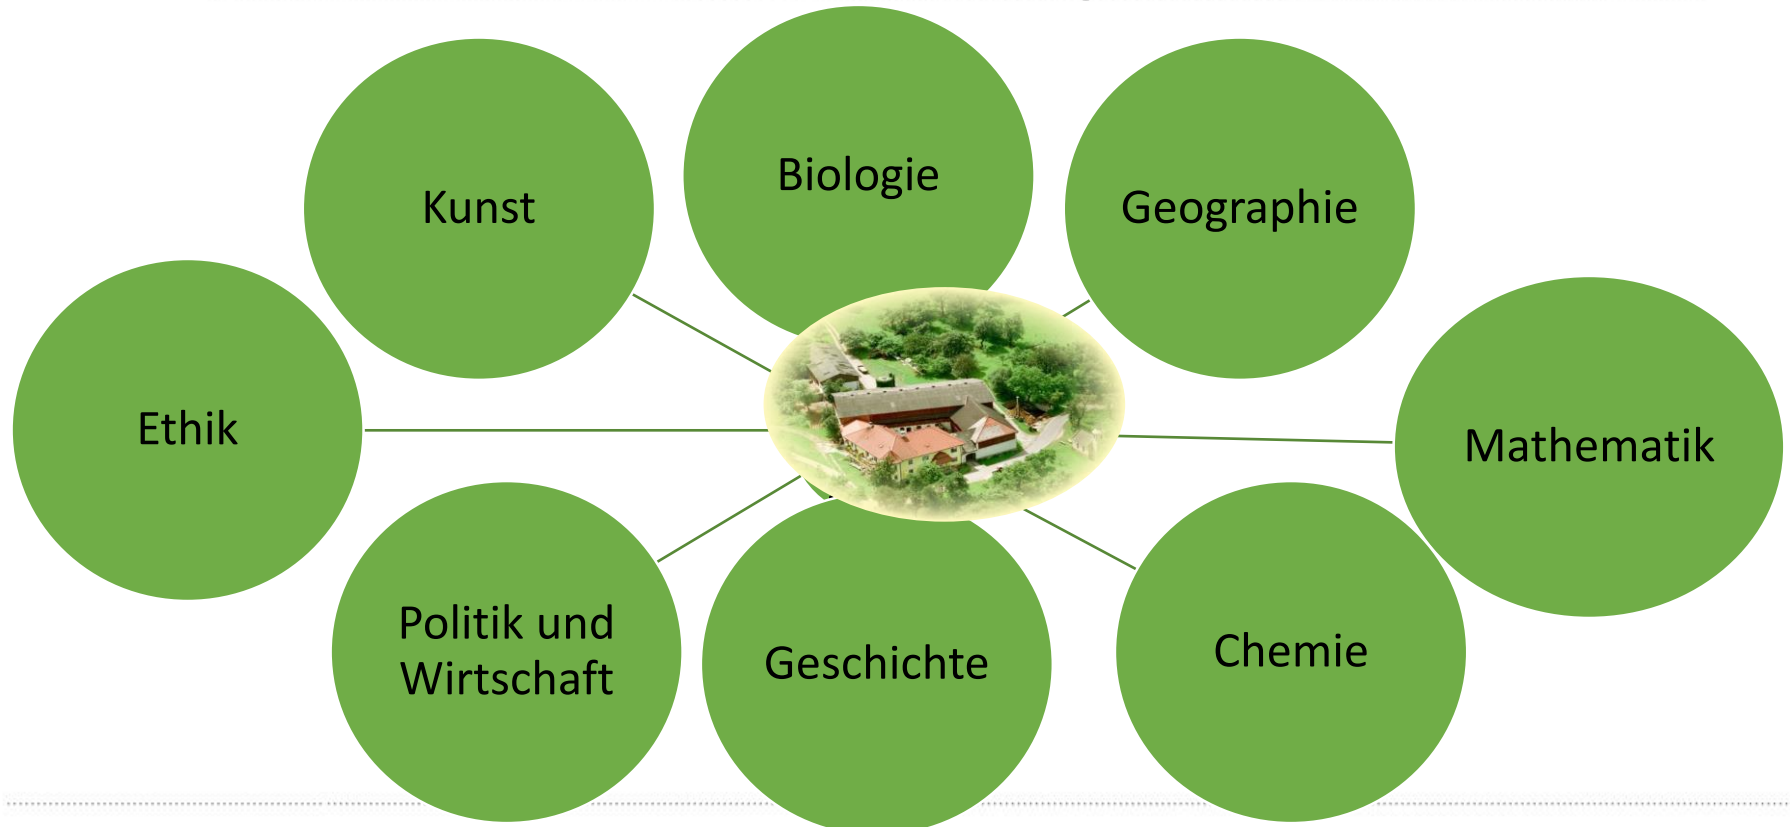 Biologie
Kunst
Geographie
Ethik
Mathematik
Politik und
Wirtschaft
Geschichte
Chemie